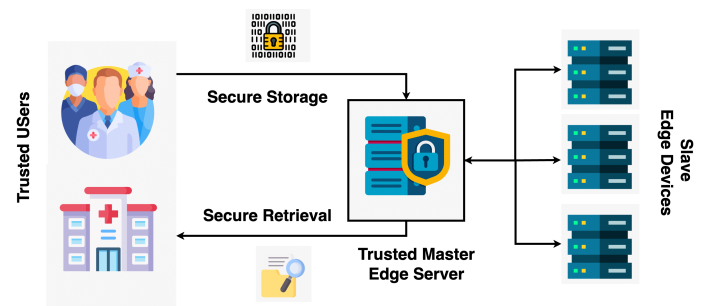 Trusted USers
Secure Storage
Secure Retrieval
Trusted Master
Edge Server
Slave
Edge Devices